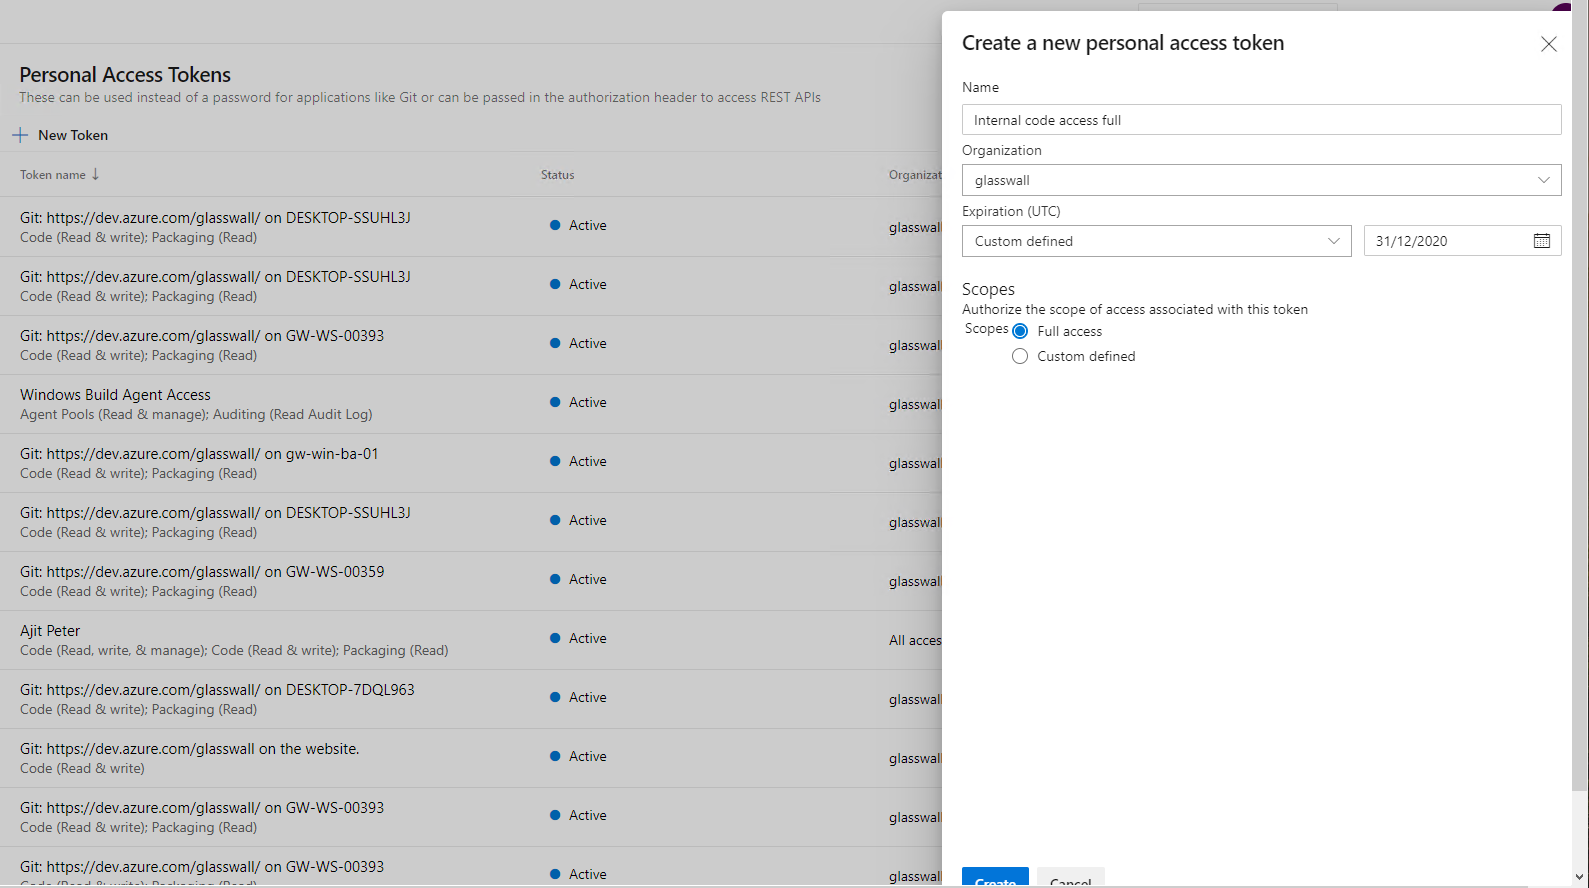 Personal Access Tokens
These can be used instead of a password for applications like Git or can be passed in the authorization header to access REST APIs
New Token
Token name ↓ Status Organizat
Git: https://dev.azure.com/glasswall/ on DESKTOP-SSUHL3J
Code (Read & write); Packaging (Read)
Active
glasswall
Git: https://dev.azure.com/glasswall/ on DESKTOP-SSUHL3J
Code (Read & write); Packaging (Read)
Active
glasswall
Git: https://dev.azure.com/glasswall/ on GW-WS-00393
Code (Read & write); Packaging (Read)
Active
glasswall
Windows Build Agent Access
Agent Pools (Read & manage); Auditing (Read Audit Log)
Active
glasswall
Git: https://dev.azure.com/glasswall/ on gw-win-ba-01
Code (Read & write); Packaging (Read)
Active
glasswall
Git: https://dev.azure.com/glasswall/ on DESKTOP-SSUHL3J
Code (Read & write); Packaging (Read)
Active
glasswall
Git: https://dev.azure.com/glasswall/ on GW-WS-00359
Code (Read & write); Packaging (Read)
Active
glasswall
Ajit Peter
Code (Read, write, & manage); Code (Read & write); Packaging (Read)
Active
All acces
Git: https://dev.azure.com/glasswall/ on DESKTOP-7DQL963
Code (Read & write); Packaging (Read)
Active
glasswall
Git: https://dev.azure.com/glasswall on the website.
Code (Read & write)
Active
glasswall
Git: https://dev.azure.com/glasswall/ on GW-WS-00393
Code (Read & write); Packaging (Read)
Active
glasswall
Git: https://dev.azure.com/glasswall/ on GW-WS-00393
Code (Read & write); Packaging (Read)
Active
glasswall
Create a new personal access token
Name
Internal code access full
Organization
glasswall
Expiration (UTC)
Custom defined
31/12/2020
Scopes
Authorize the scope of access associated with this token
Scopes
Full access
Custom defined
Create
Cancel